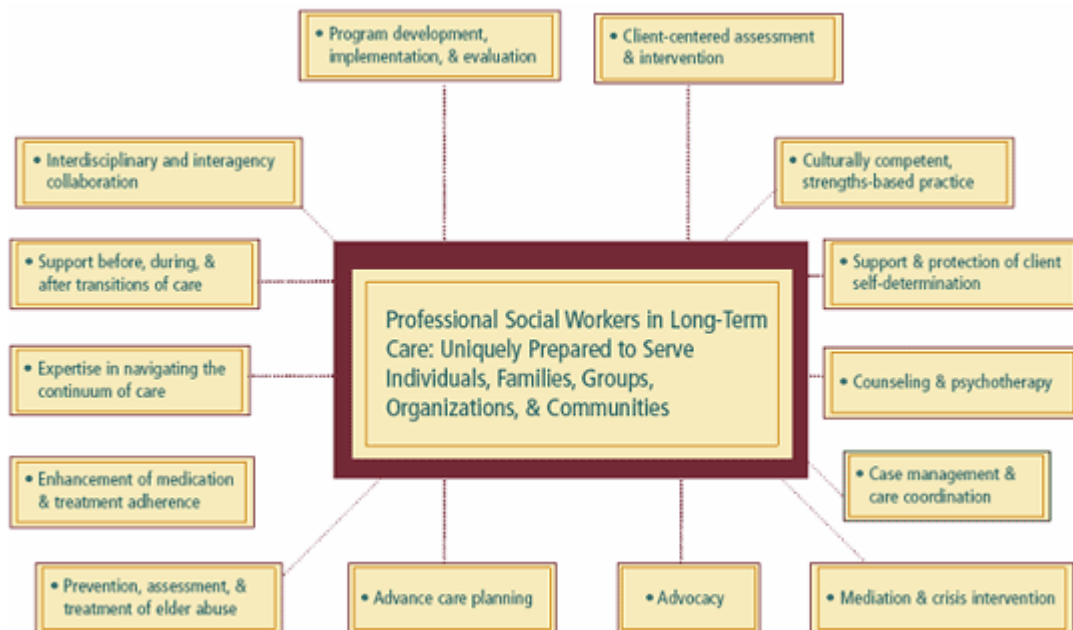 • Program development,
implementation, & evaluation
• Client-centered assessment
& intervention
• Interdisciplinary and interagency
collaboration
• Culturally competent,
strengths-based practice
• Support before, during, &
after transitions of care
• Support & protection of client
self-determination
Professional Social Workers in Long-Term
Care: Uniquely Prepared to Serve
Individuals, Families, Groups,
Organizations, & Communities
• Expertise in navigating the
continuum of care
• Counseling & psychotherapy
• Enhancement of medication
& treatment adherence
• Case management &
care coordination
• Prevention, assessment, &
treatment of elder abuse
• Advance care planning
• Advocacy
• Mediation & crisis intervention